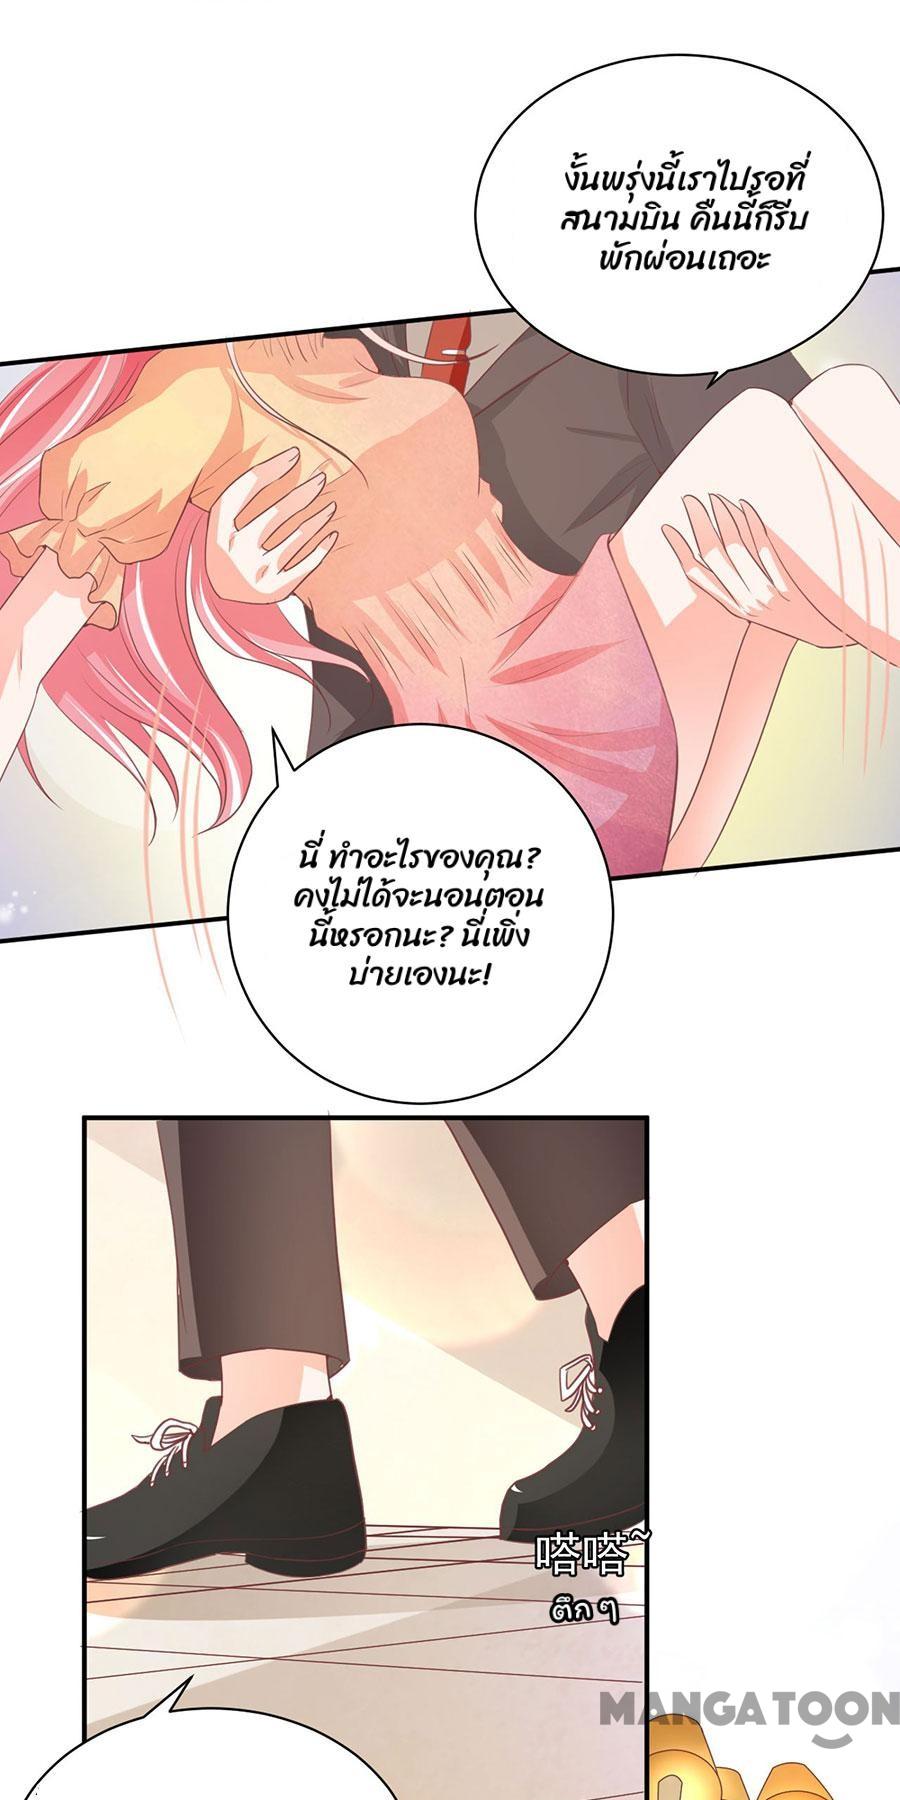 งั้นพรุ่งนี้เราไปรอที่
สนามบิน คืนนี้ก็รีบ
พักผ่อนเถอะ
นี่ ทำอะไรของคุณ?
คงไม่ได้จะนอนตอน
นี้หรอกนะ? นี่เพิ่ง
บ่ายเองนะ!
嗒嗒~
ตึก ๆ
MANGATOON